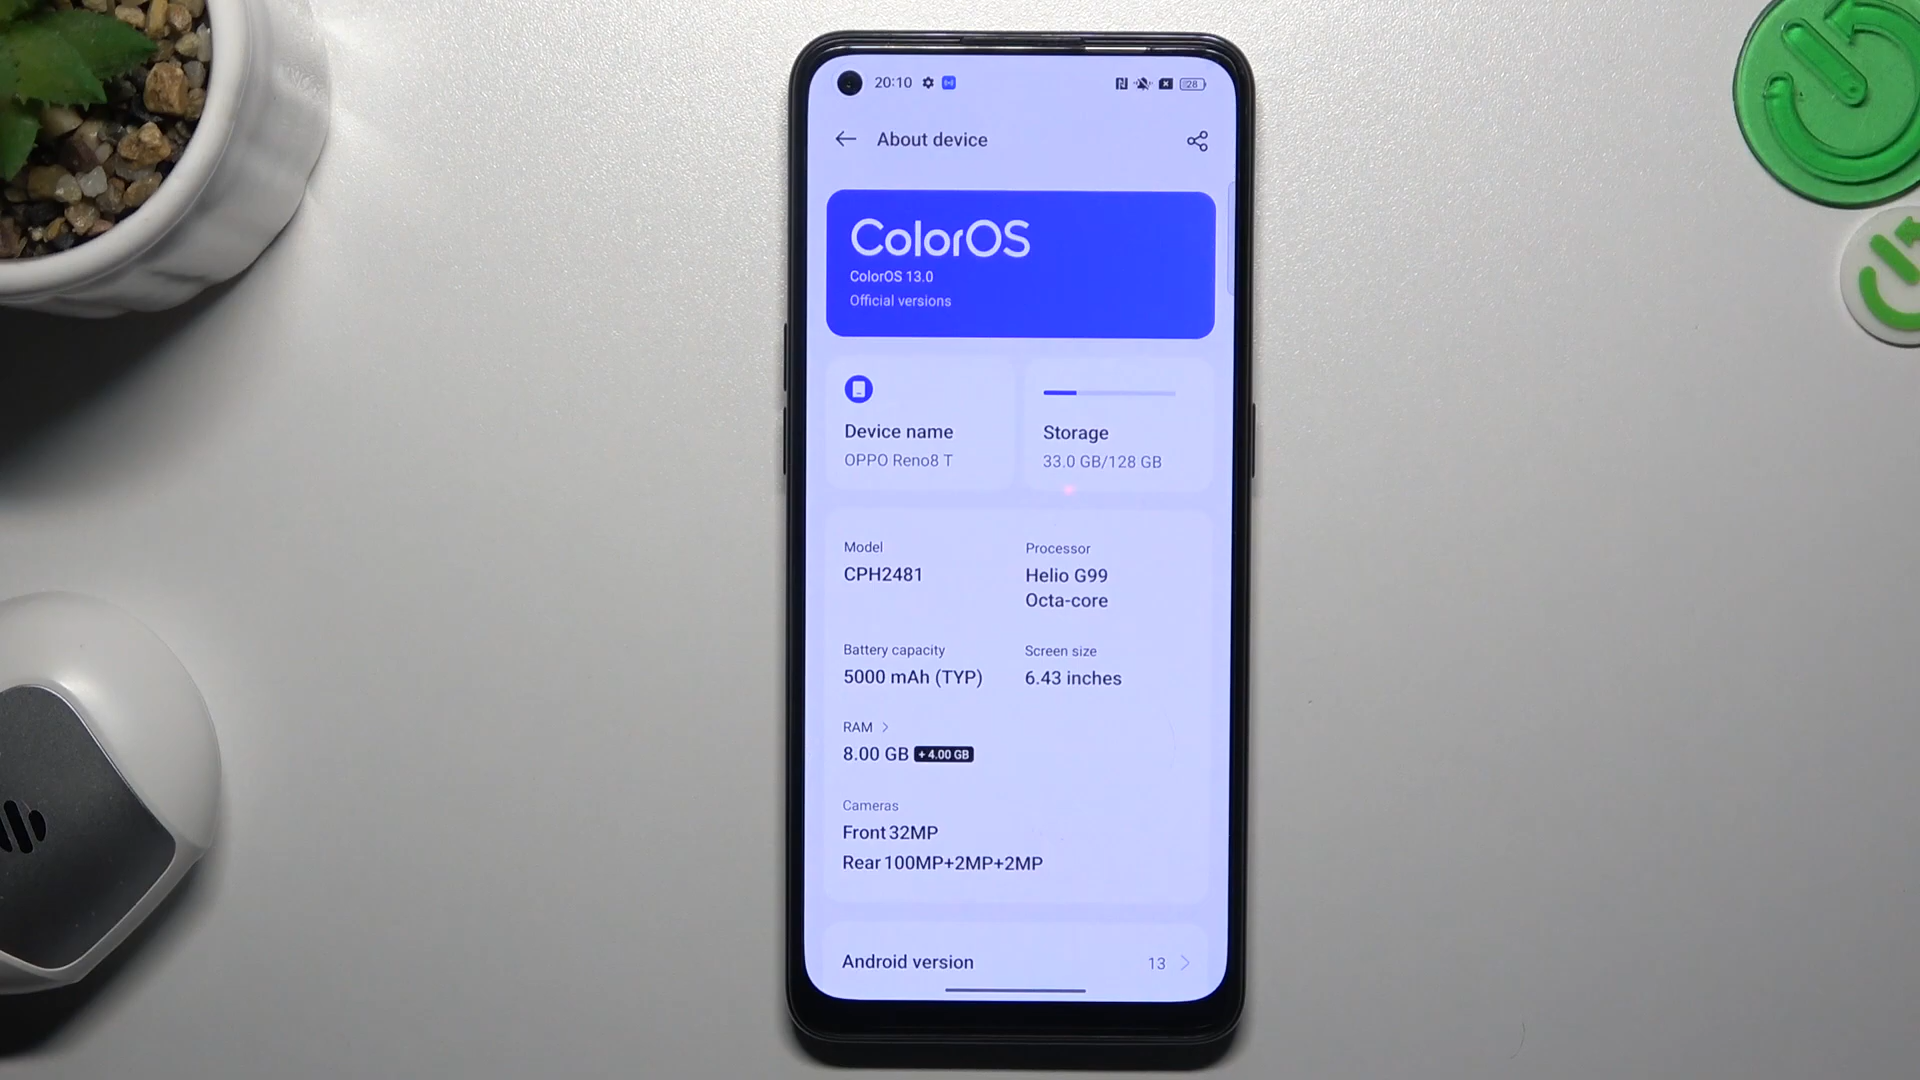 20:10
28
About device
ColorOS
ColorOS 13.0
Official versions
Device name
OPPO Reno8 T
Storage
33.0 GB/128 GB
Model
CPH2481
Processor
Helio G99
Octa-core
Battery capacity
5000 mAh (TYP)
Screen size
6.43 inches
RAM >
8.00 GB +4.00 GB
Cameras
Front 32MP
Rear 100MP+2MP+2MP
Android version
13 >